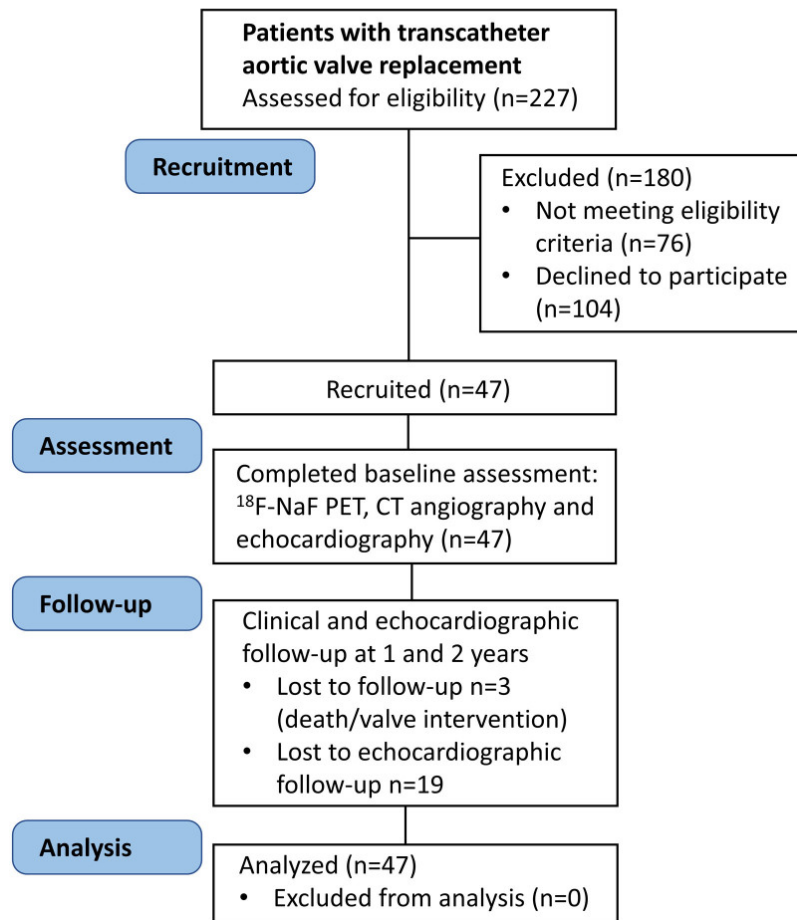 Patients with transcatheter
aortic valve replacement
Assessed for eligibility (n=227)
Recruitment
Excluded (n=180)
• Not meeting eligibility
criteria (n=76)
• Declined to participate
(n=104)
Recruited (n=47)
Assessment
Completed baseline assessment:
¹⁸F-NaF PET, CT angiography and
echocardiography (n=47)
Follow-up
Clinical and echocardiographic
follow-up at 1 and 2 years
• Lost to follow-up n=3
(death/valve intervention)
• Lost to echocardiographic
follow-up n=19
Analysis
Analyzed (n=47)
• Excluded from analysis (n=0)